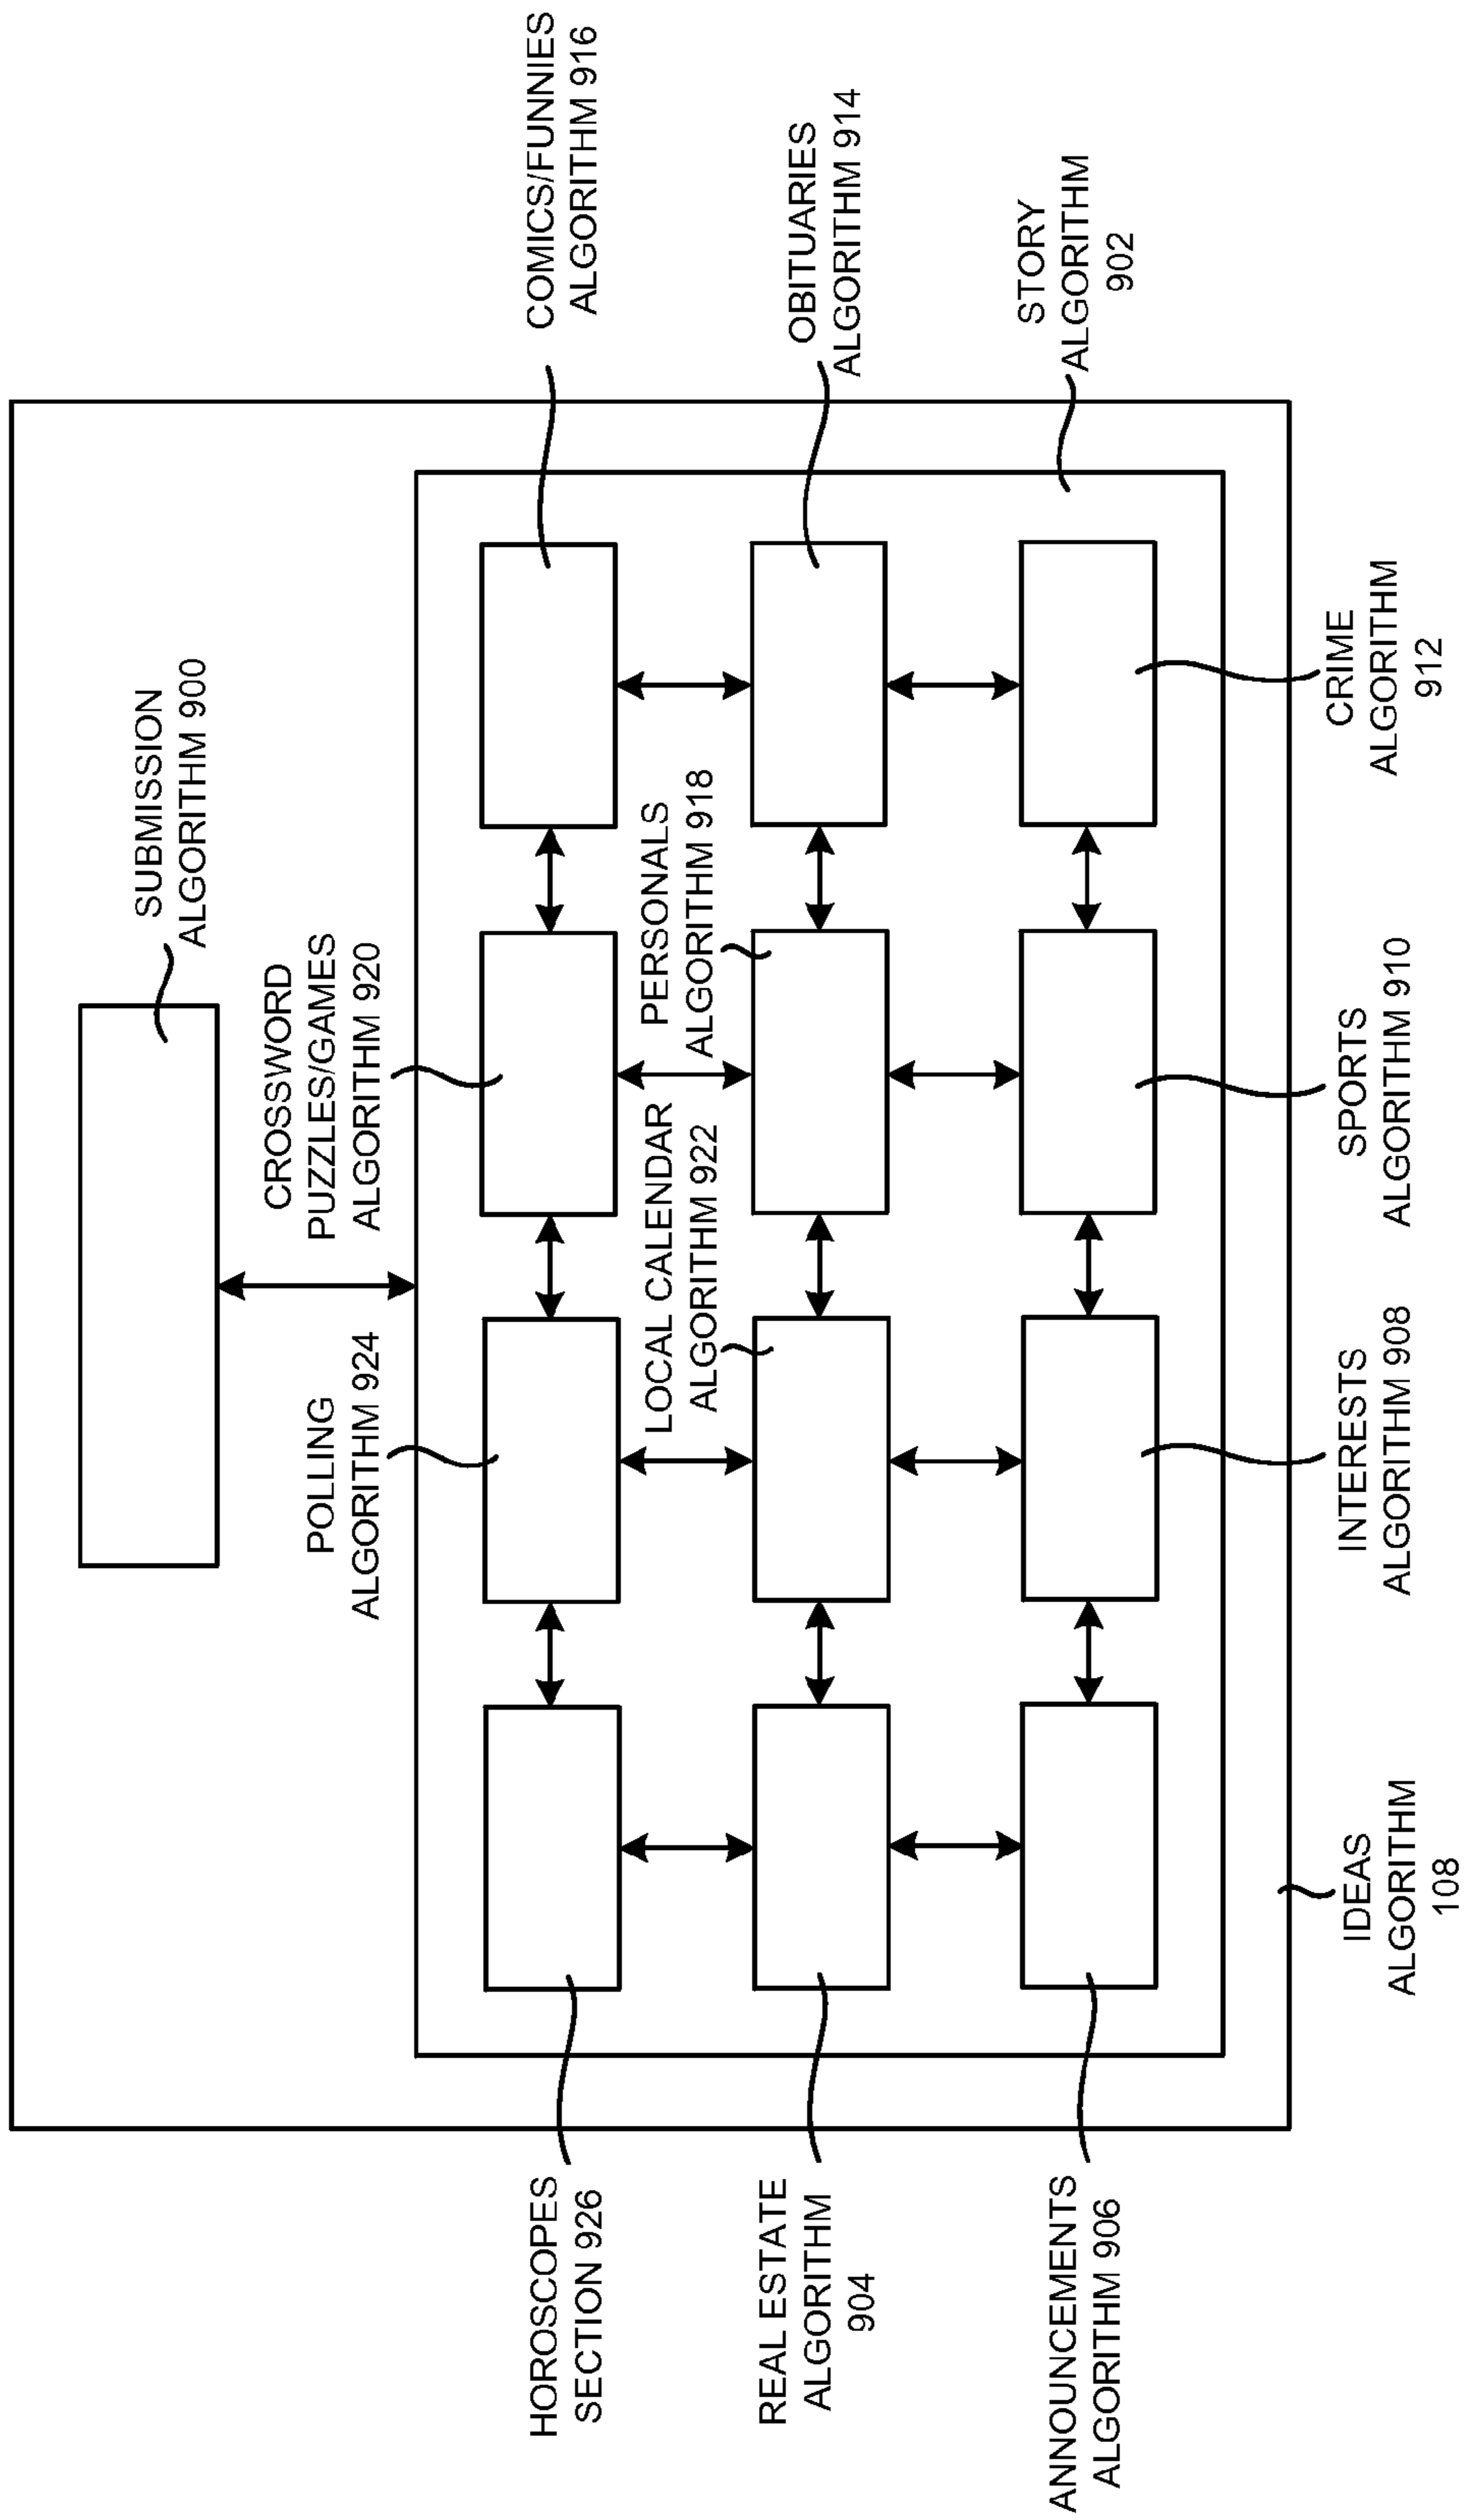 SUBMISSION
ALGORITHM 900
CROSSWORD
PUZZLES/GAMES
ALGORITHM 920
POLLING
ALGORITHM 924
HOROSCOPES
SECTION 926
COMICS/FUNNIES
ALGORITHM 916
LOCAL CALENDAR
ALGORITHM 922
PERSONALS
ALGORITHM 918
REAL ESTATE
ALGORITHM
904
OBITUARIES
ALGORITHM 914
ANNOUNCEMENTS
ALGORITHM 906
STORY
ALGORITHM
902
IDEAS
ALGORITHM
108
INTERESTS
ALGORITHM 908
SPORTS
ALGORITHM 910
CRIME
ALGORITHM
912